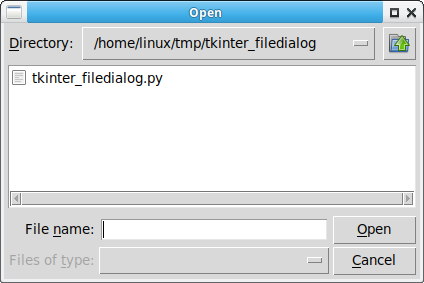 Open
Directory: /home/linux/tmp/tkinter_filedialog
tkinter_filedialog.py
File name: Open
Files of type: Cancel